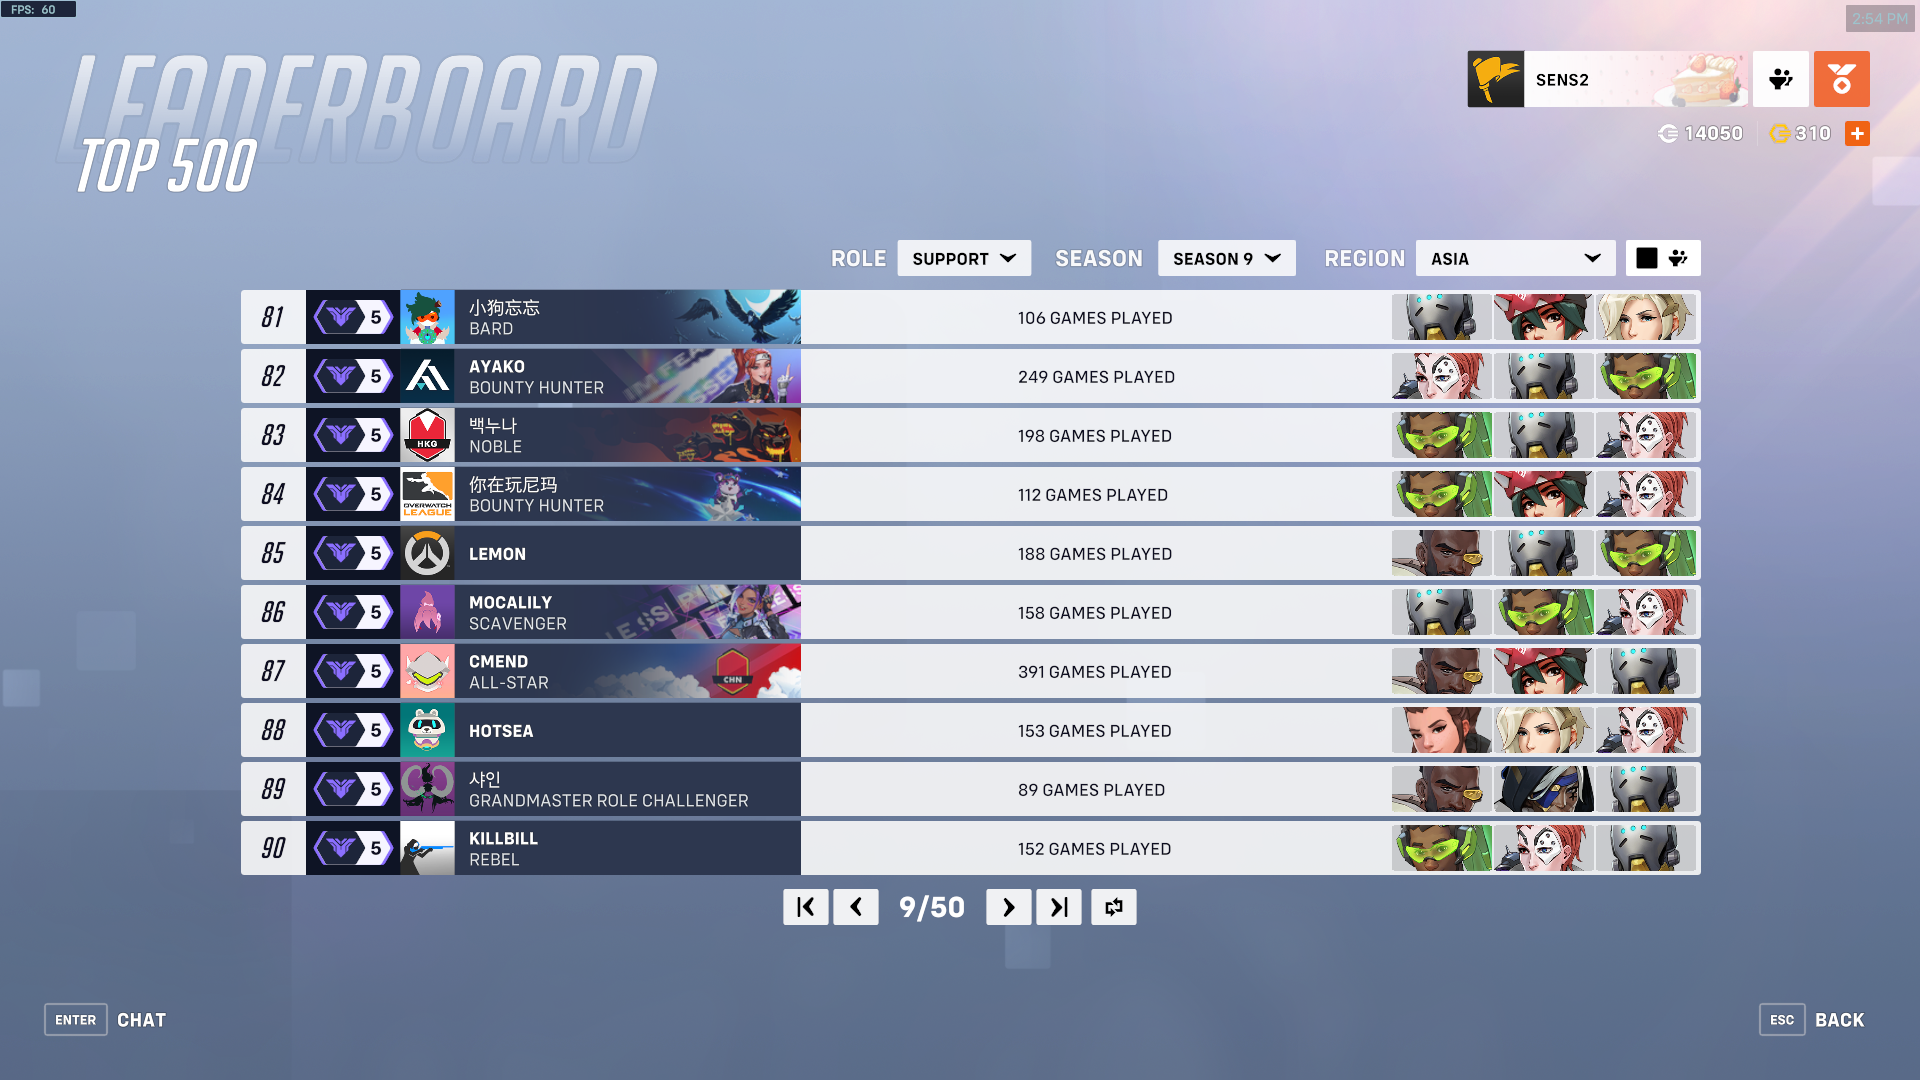 FPS: 60
2:54 PM
LEADERBOARD
TOP 500
SENS2
14050
310
ROLE
SUPPORT
SEASON
SEASON 9
REGION
ASIA
81
5
小狗忘忘
BARD
106 GAMES PLAYED
82
5
AYAKO
BOUNTY HUNTER
249 GAMES PLAYED
83
5
HKG
백누나
NOBLE
198 GAMES PLAYED
84
5
OVERWATCH
LEAGUE
你在玩尼玛
BOUNTY HUNTER
112 GAMES PLAYED
85
5
LEMON
188 GAMES PLAYED
86
5
MOCALILY
SCAVENGER
158 GAMES PLAYED
87
5
CMEND
ALL-STAR
CHN
391 GAMES PLAYED
88
5
HOTSEA
153 GAMES PLAYED
89
5
샤인
GRANDMASTER ROLE CHALLENGER
89 GAMES PLAYED
90
5
KILLBILL
REBEL
152 GAMES PLAYED
9/50
ENTER
CHAT
ESC
BACK